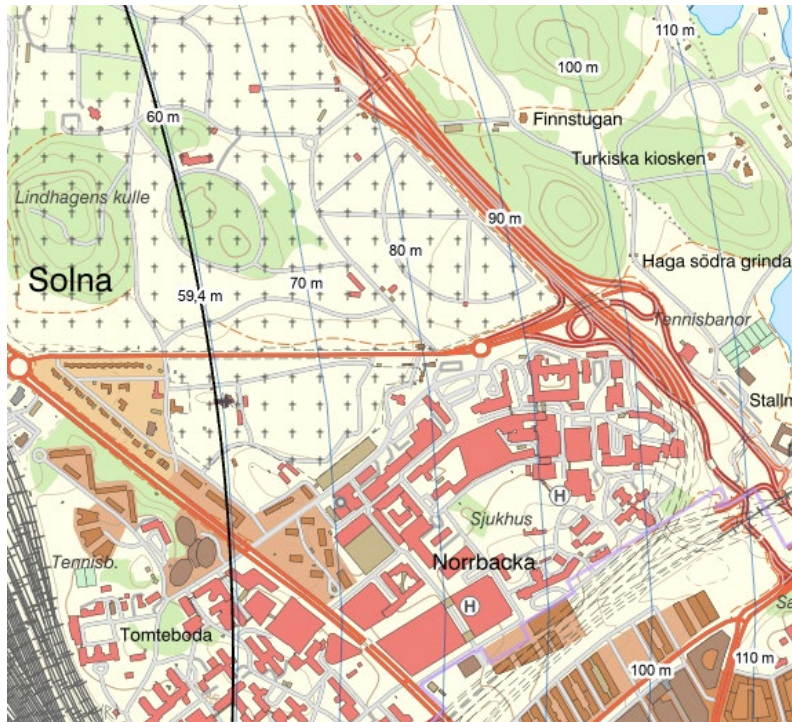 110 m
100 m
60 m
Finnstugan
Turkiska kiosken
Lindhagens kulle
90 m
80 m
Haga södra grinda
Solna
59,4 m
70 m
Tennisbanor
Stalln
H
Sjukhus
Tennisb.
Norrbacka
H
Tomteboda
100 m
110 m